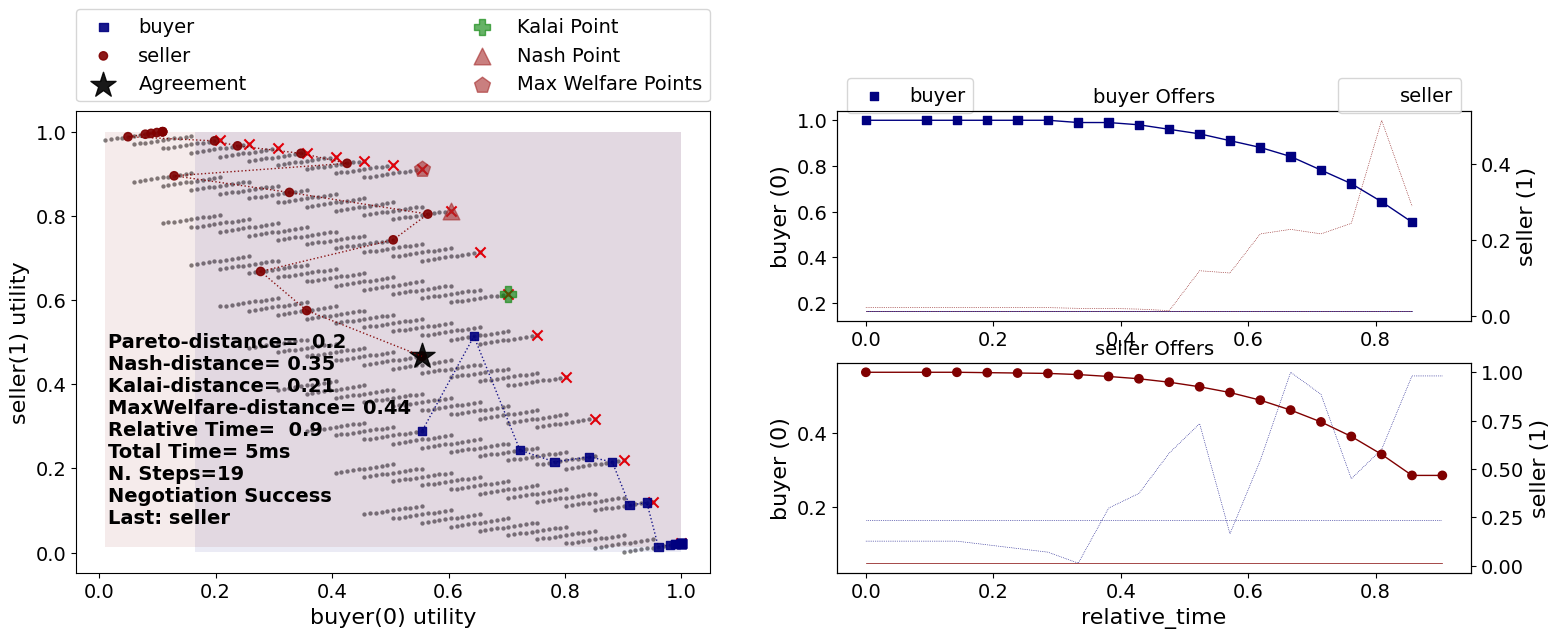 buyer
seller
Agreement
Kalai Point
Nash Point
Max Welfare Points
1.0
0.8
0.6
0.4
0.2
0.0
seller(1) utility
Pareto-distance=  0.2
Nash-distance= 0.35
Kalai-distance= 0.21
MaxWelfare-distance= 0.44
Relative Time=  0.9
Total Time= 5ms
N. Steps=19
Negotiation Success
Last: seller
0.0 0.2 0.4 0.6 0.8 1.0
buyer(0) utility
buyer
buyer Offers
seller
1.0
0.8
0.6
0.4
0.2
buyer (0)
0.4
0.2
0.0
seller (1)
0.0 0.2 0.4 0.6 0.8
seller Offers
0.4
0.2
buyer (0)
1.00
0.75
0.50
0.25
0.00
seller (1)
0.0 0.2 0.4 0.6 0.8
relative_time